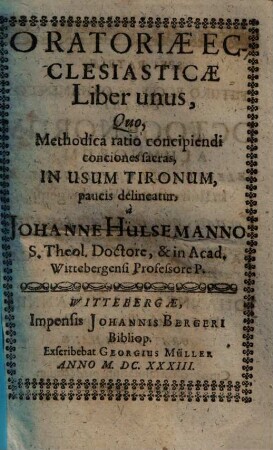 ORATORIÆ EC-
CLESIASTICÆ
Liber unus,
Quo,
Methodica ratio concipiendi
conciones sacras,
IN USUM TIRONUM,
paucis delineatur,
à
JOHANNE HÜLSEMANNO
S. Theol. Doctore, & in Acad.
Wittebergensi Professore P.
WITTEBERGÆ,
Impensis JOHANNIS BERGERI
Bibliop.
Exscribebat GEORGIUS MÜLLER
ANNO M. DC. XXXIII.